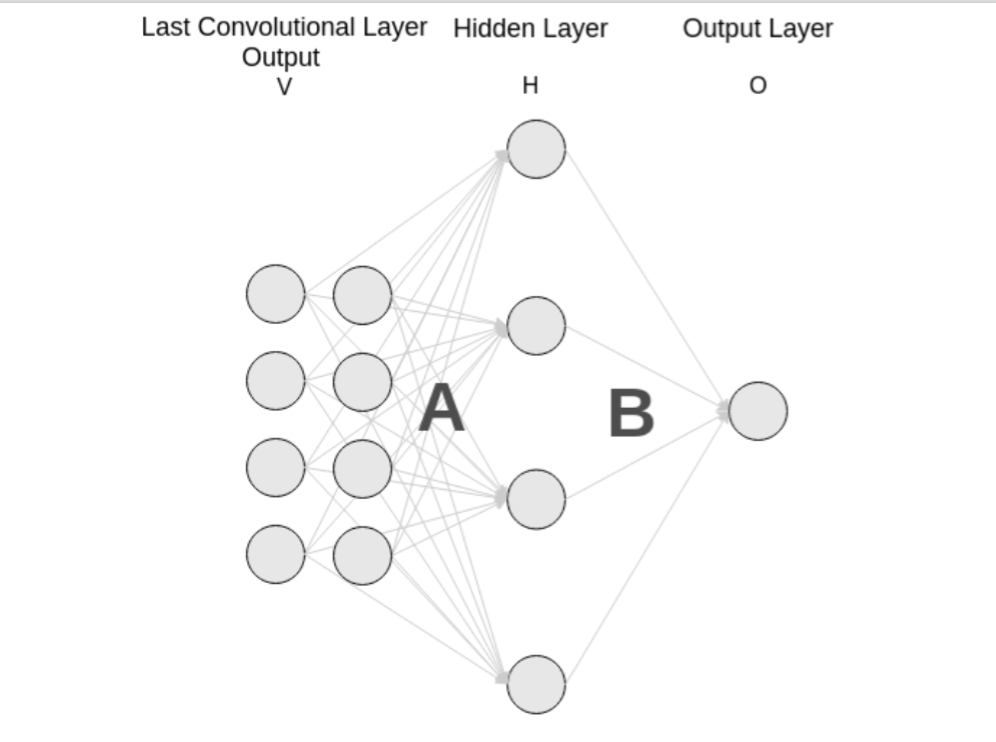 Last Convolutional Layer Output
V
Hidden Layer
H
Output Layer
O
A
B